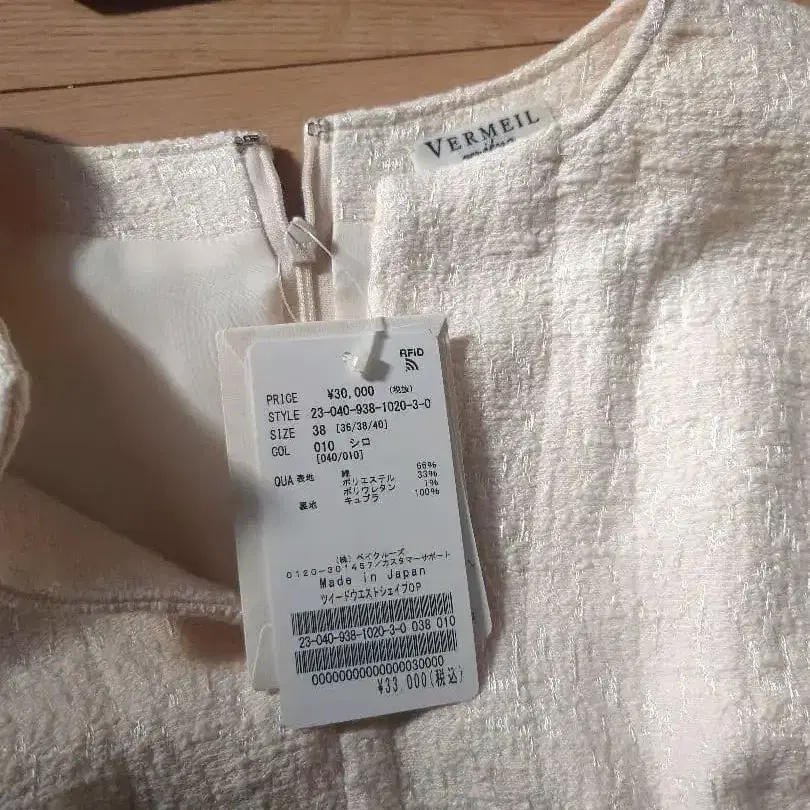 VERMEIL
RFID
PRICE ¥30,000 (税抜)
STYLE 23-040-938-1020-3-0
SIZE 38 [36/38/40]
COL 010 シロ
[040/010]
QUA 表地 綿 66%
ポリエステル 33%
ポリウレタン 1%
裏地 キュプラ 100%
(株)ベイクルーズ
0120-301457/カスタマーサポート
Made in Japan
ツイードウエストシェイプOP
23-040-938-1020-3-0 038 010
00000000000000030000
¥33,000(税込)